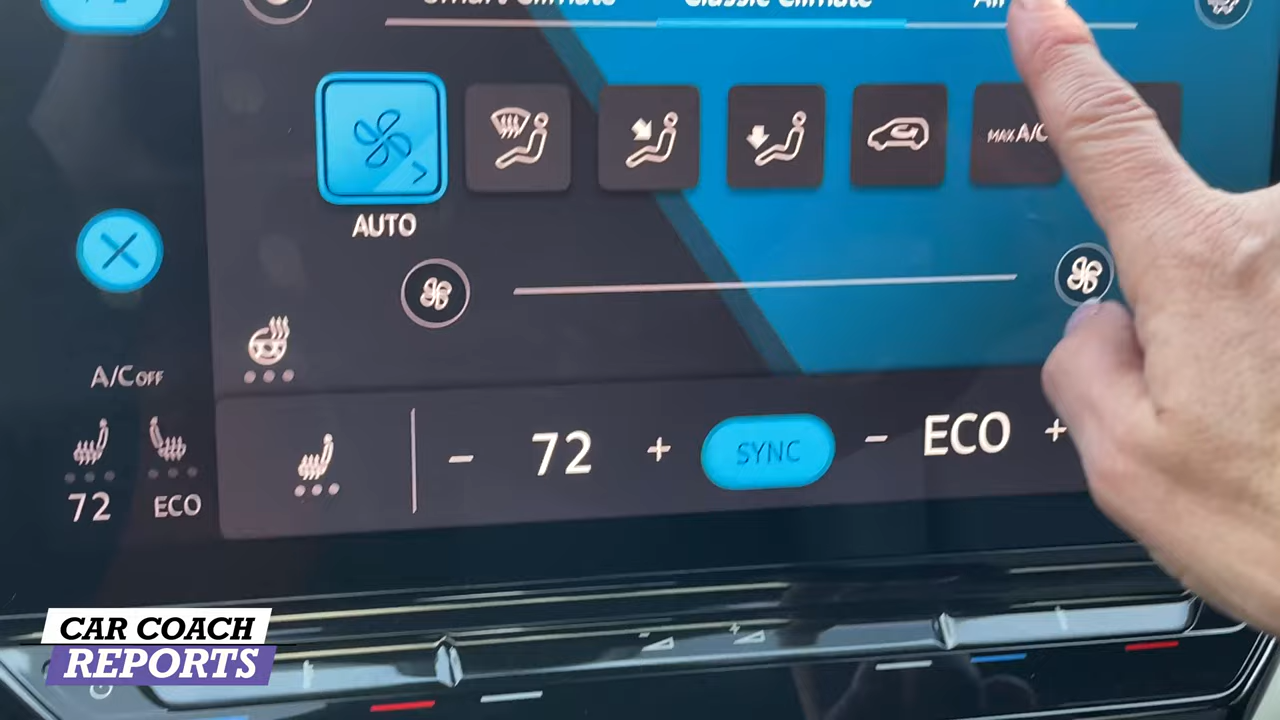 Smart Climate Classic Climate Air
MAX A/C
AUTO
A/C OFF
72 ECO
- 72 + SYNC - ECO +
CAR COACH
REPORTS